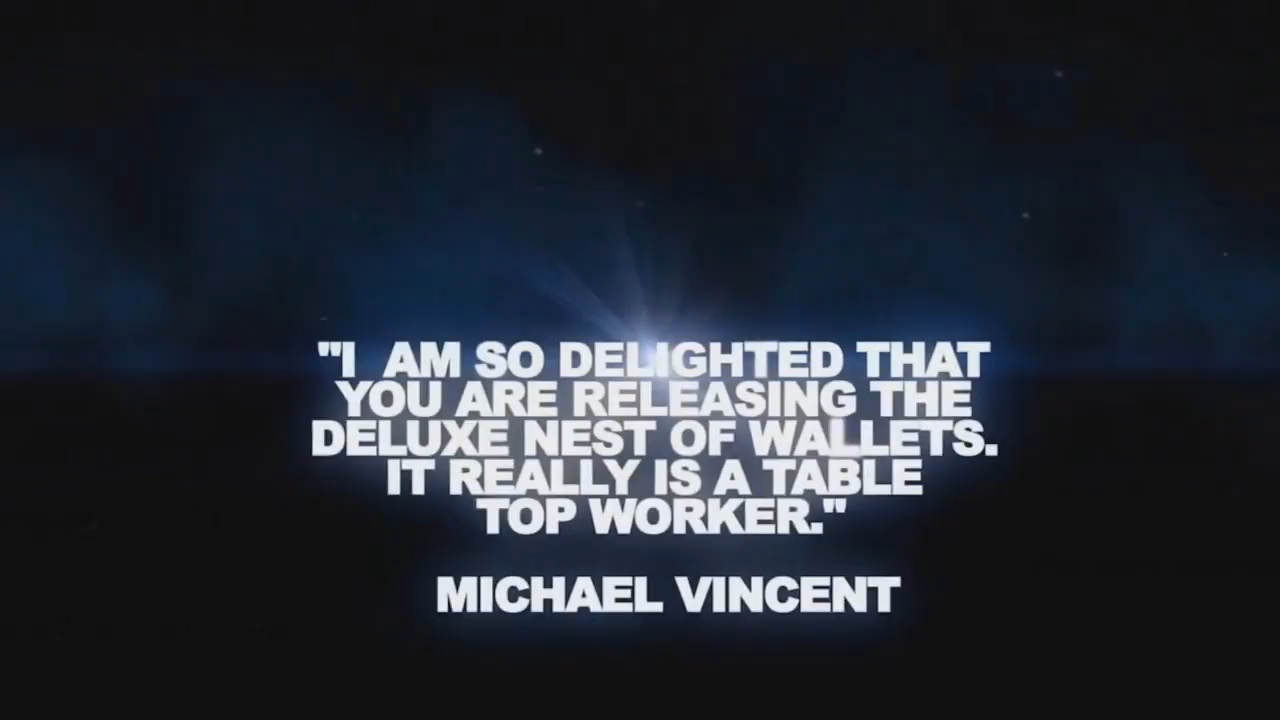 "I AM SO DELIGHTED THAT
YOU ARE RELEASING THE
DELUXE NEST OF WALLETS.
IT REALLY IS A TABLE
TOP WORKER."
MICHAEL VINCENT